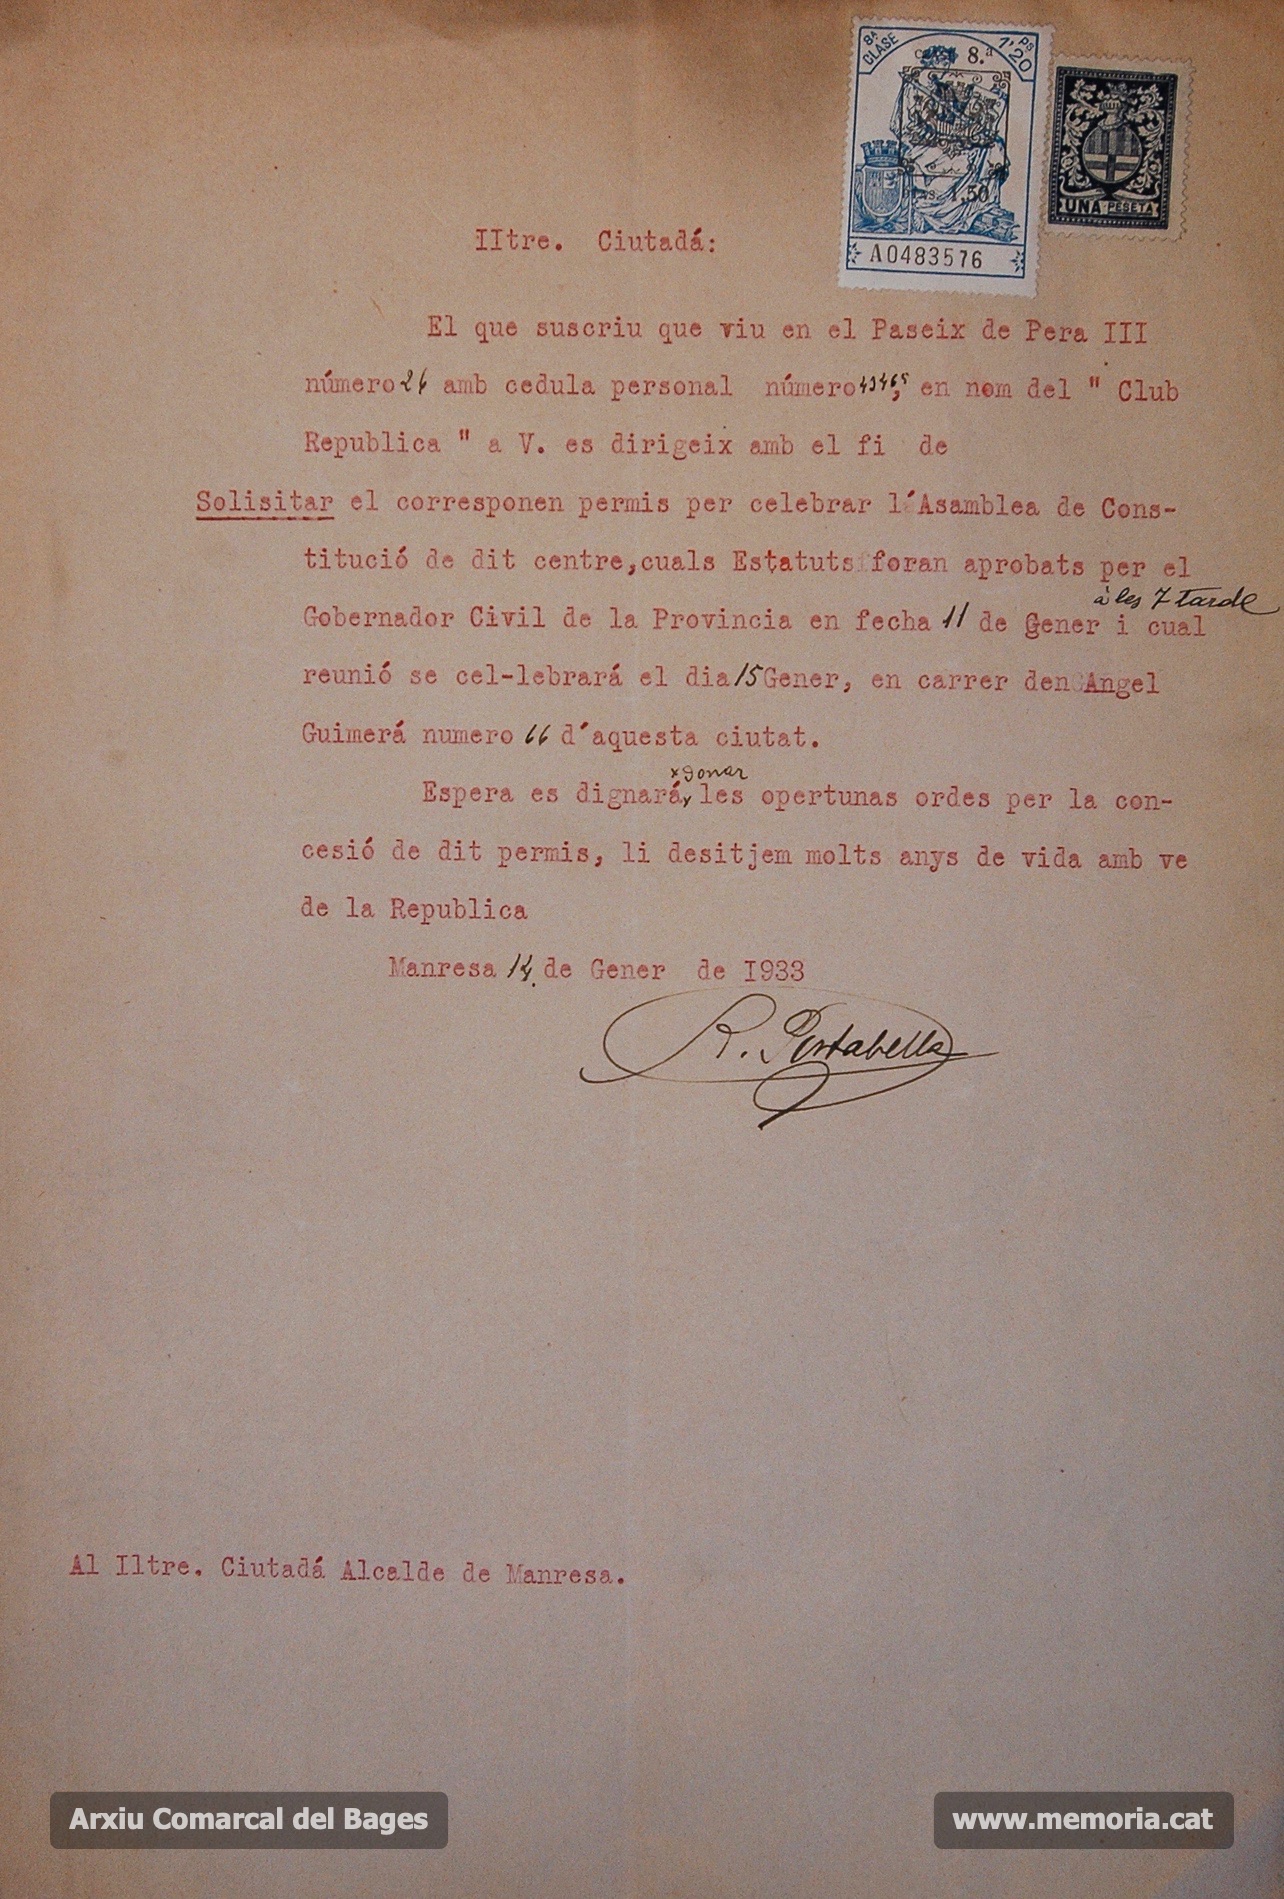 8ª CLASE 1'20 Ps
8.ª
1,50
A0483576
UNA PESETA
IItre. Ciutadá:
El que suscriu que viu en el Paseix de Pera III
número 26 amb cedula personal número 43465, en nom del " Club
Republica " a V. es dirigeix amb el fi de
Solisitar el corresponen permis per celebrar l´Asamblea de Cons-
titució de dit centre,cuals Estatuts foran aprobats per el
à les 7 tarde
Gobernador Civil de la Provincia en fecha 11 de Gener i cual
reunió se cel-lebrará el dia 15 Gener, en carrer den Angel
Guimerá numero 66 d´aquesta ciutat.
x donar
Espera es dignará, les opertunas ordes per la con-
cesió de dit permis, li desitjem molts anys de vida amb ve
de la Republica
Manresa 14 de Gener de I933
R. Portabella
Al Iltre. Ciutadá Alcalde de Manresa.
Arxiu Comarcal del Bages
www.memoria.cat